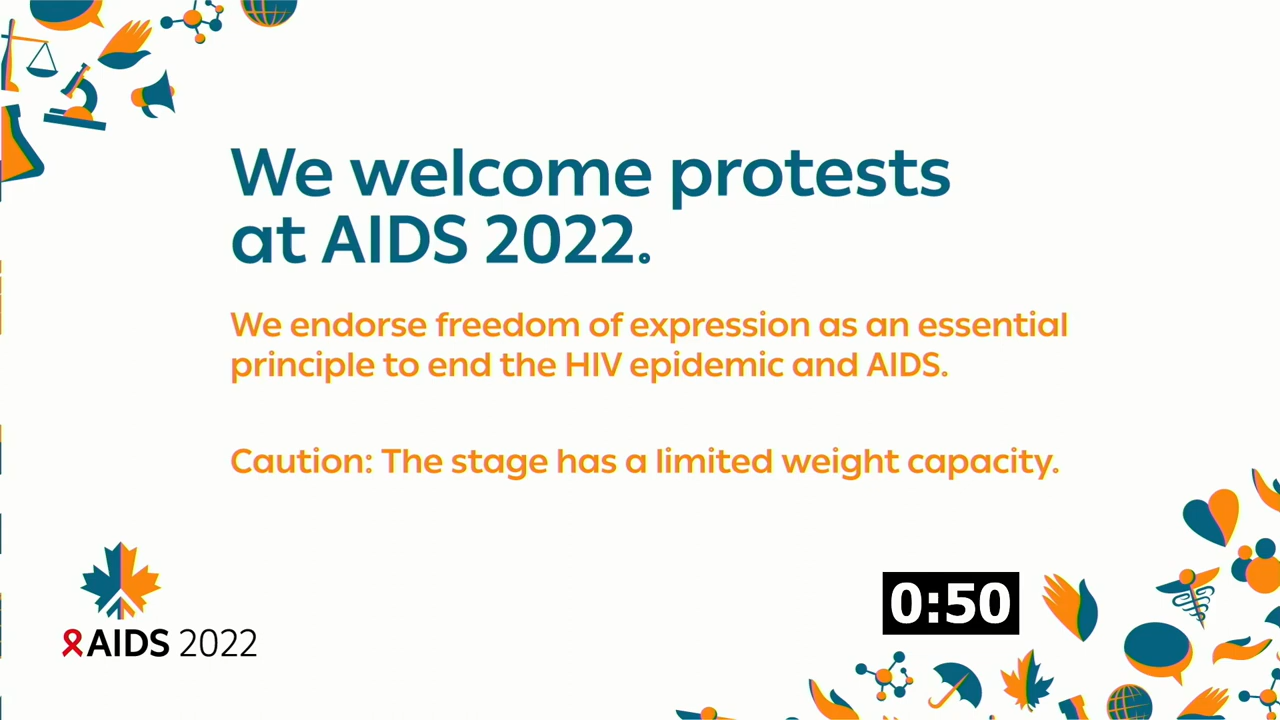 We welcome protests
at AIDS 2022.
We endorse freedom of expression as an essential
principle to end the HIV epidemic and AIDS.
Caution: The stage has a limited weight capacity.
0:50
AIDS 2022